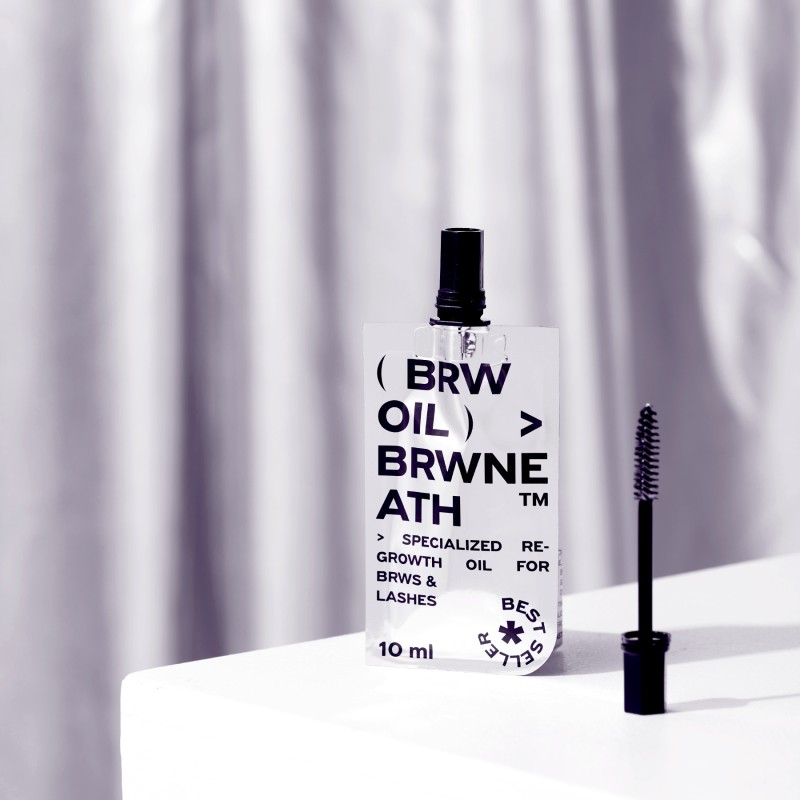 ( BRW
OIL ) >
BRWNE
ATH ™
> SPECIALIZED RE-
GROWTH OIL FOR
BRWS &
LASHES
BEST SELLER
10 ml